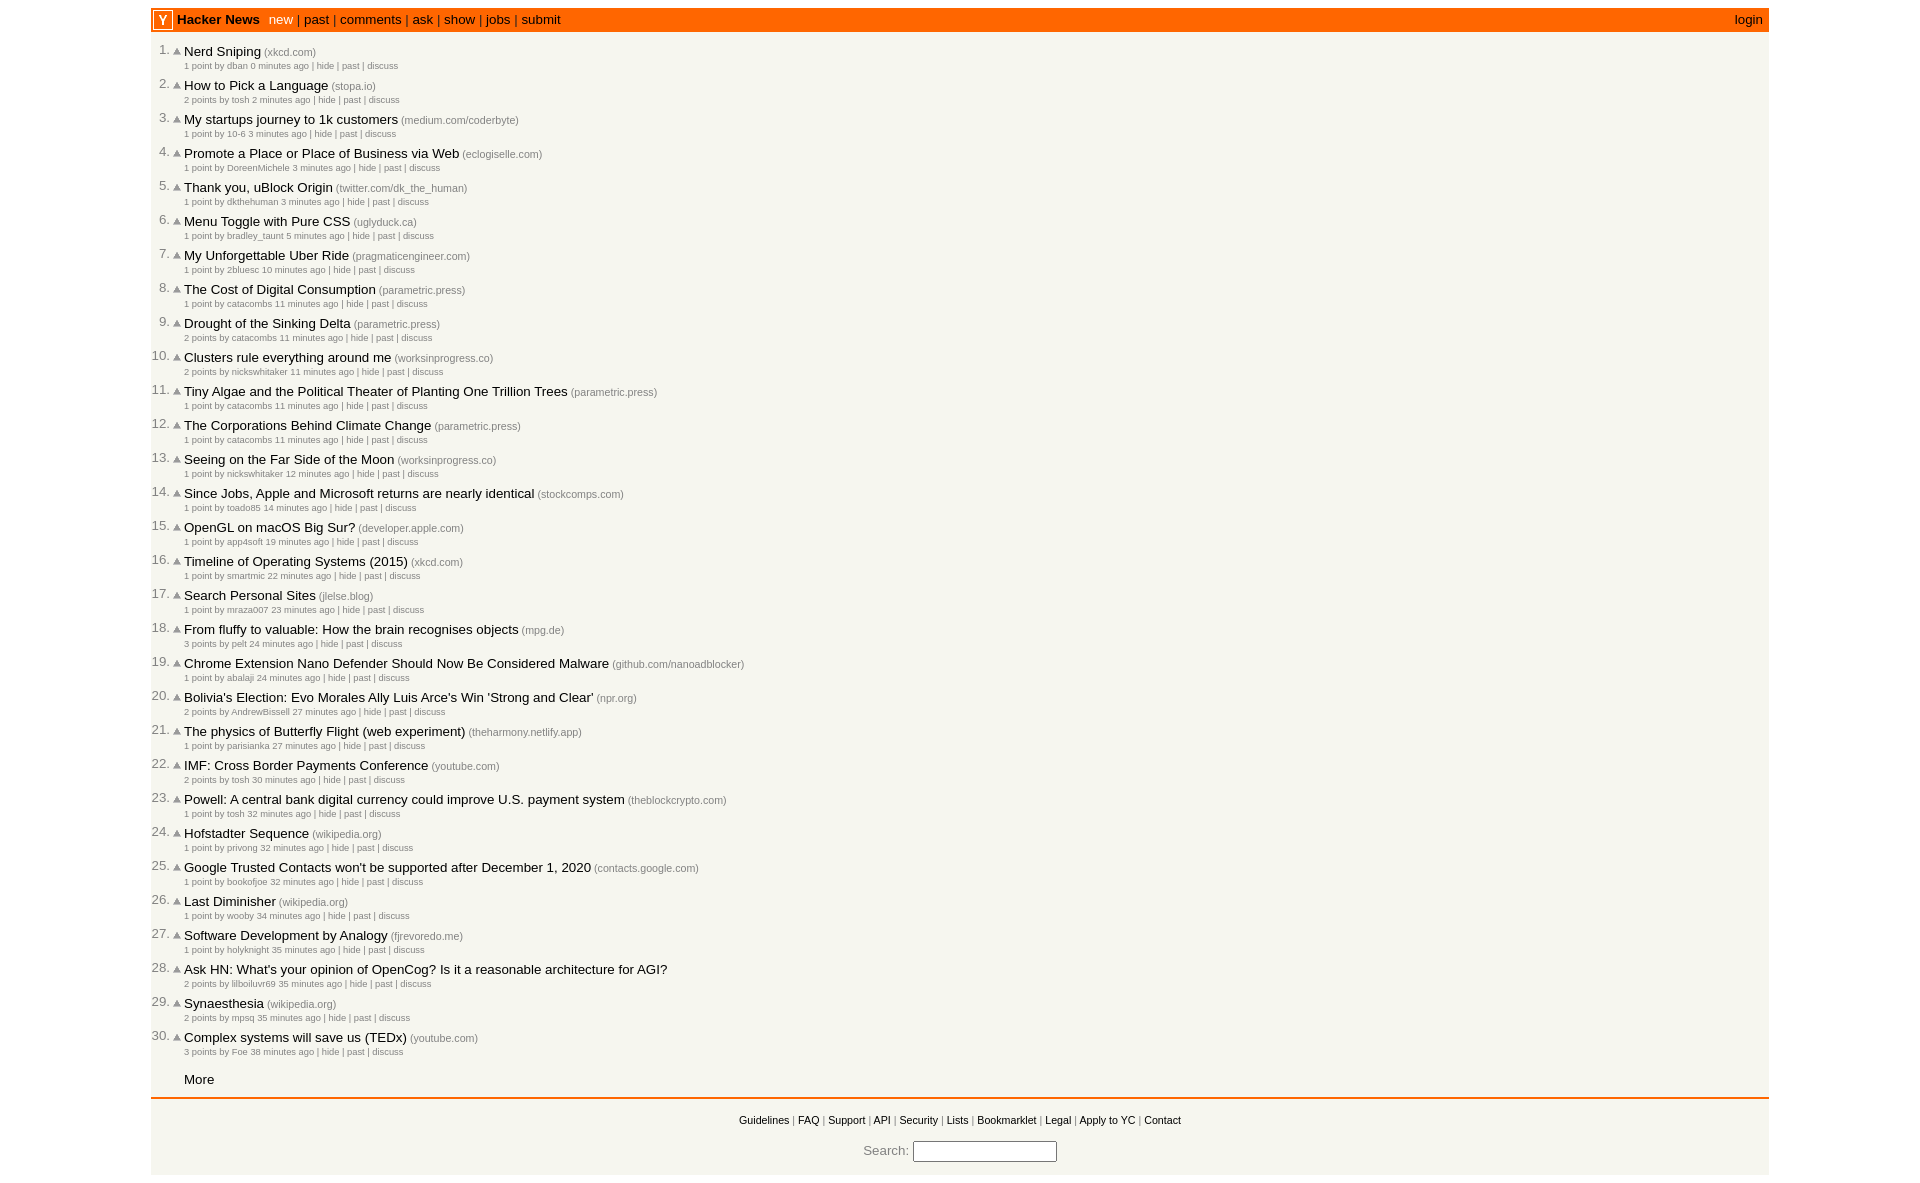 Y Hacker News new | past | comments | ask | show | jobs | submit login
1. Nerd Sniping (xkcd.com)
1 point by dban 0 minutes ago | hide | past | discuss
2. How to Pick a Language (stopa.io)
2 points by tosh 2 minutes ago | hide | past | discuss
3. My startups journey to 1k customers (medium.com/coderbyte)
1 point by 10-6 3 minutes ago | hide | past | discuss
4. Promote a Place or Place of Business via Web (eclogiselle.com)
1 point by DoreenMichele 3 minutes ago | hide | past | discuss
5. Thank you, uBlock Origin (twitter.com/dk_the_human)
1 point by dkthehuman 3 minutes ago | hide | past | discuss
6. Menu Toggle with Pure CSS (uglyduck.ca)
1 point by bradley_taunt 5 minutes ago | hide | past | discuss
7. My Unforgettable Uber Ride (pragmaticengineer.com)
1 point by 2bluesc 10 minutes ago | hide | past | discuss
8. The Cost of Digital Consumption (parametric.press)
1 point by catacombs 11 minutes ago | hide | past | discuss
9. Drought of the Sinking Delta (parametric.press)
2 points by catacombs 11 minutes ago | hide | past | discuss
10. Clusters rule everything around me (worksinprogress.co)
2 points by nickswhitaker 11 minutes ago | hide | past | discuss
11. Tiny Algae and the Political Theater of Planting One Trillion Trees (parametric.press)
1 point by catacombs 11 minutes ago | hide | past | discuss
12. The Corporations Behind Climate Change (parametric.press)
1 point by catacombs 11 minutes ago | hide | past | discuss
13. Seeing on the Far Side of the Moon (worksinprogress.co)
1 point by nickswhitaker 12 minutes ago | hide | past | discuss
14. Since Jobs, Apple and Microsoft returns are nearly identical (stockcomps.com)
1 point by toado85 14 minutes ago | hide | past | discuss
15. OpenGL on macOS Big Sur? (developer.apple.com)
1 point by app4soft 19 minutes ago | hide | past | discuss
16. Timeline of Operating Systems (2015) (xkcd.com)
1 point by smartmic 22 minutes ago | hide | past | discuss
17. Search Personal Sites (jlelse.blog)
1 point by mraza007 23 minutes ago | hide | past | discuss
18. From fluffy to valuable: How the brain recognises objects (mpg.de)
3 points by pelt 24 minutes ago | hide | past | discuss
19. Chrome Extension Nano Defender Should Now Be Considered Malware (github.com/nanoadblocker)
1 point by abalaji 24 minutes ago | hide | past | discuss
20. Bolivia's Election: Evo Morales Ally Luis Arce's Win 'Strong and Clear' (npr.org)
2 points by AndrewBissell 27 minutes ago | hide | past | discuss
21. The physics of Butterfly Flight (web experiment) (theharmony.netlify.app)
1 point by parisianka 27 minutes ago | hide | past | discuss
22. IMF: Cross Border Payments Conference (youtube.com)
2 points by tosh 30 minutes ago | hide | past | discuss
23. Powell: A central bank digital currency could improve U.S. payment system (theblockcrypto.com)
1 point by tosh 32 minutes ago | hide | past | discuss
24. Hofstadter Sequence (wikipedia.org)
1 point by privong 32 minutes ago | hide | past | discuss
25. Google Trusted Contacts won't be supported after December 1, 2020 (contacts.google.com)
1 point by bookofjoe 32 minutes ago | hide | past | discuss
26. Last Diminisher (wikipedia.org)
1 point by wooby 34 minutes ago | hide | past | discuss
27. Software Development by Analogy (fjrevoredo.me)
1 point by holyknight 35 minutes ago | hide | past | discuss
28. Ask HN: What's your opinion of OpenCog? Is it a reasonable architecture for AGI?
2 points by lilboiluvr69 35 minutes ago | hide | past | discuss
29. Synaesthesia (wikipedia.org)
2 points by mpsq 35 minutes ago | hide | past | discuss
30. Complex systems will save us (TEDx) (youtube.com)
3 points by Foe 38 minutes ago | hide | past | discuss
More
Guidelines | FAQ | Support | API | Security | Lists | Bookmarklet | Legal | Apply to YC | Contact
Search: